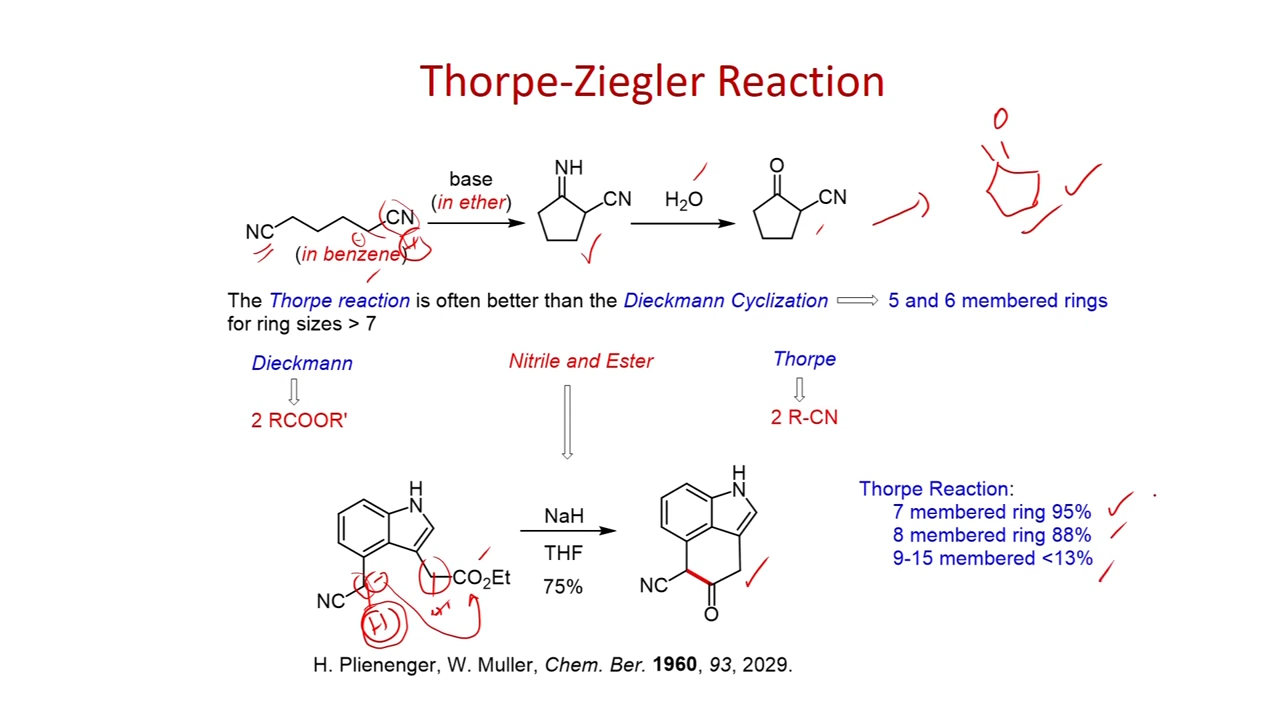 Thorpe-Ziegler Reaction
O
NH
O
base
CN
CN
(in ether)
H2O
CN
NC
(in benzene)
H
The Thorpe reaction is often better than the Dieckmann Cyclization ⟹ 5 and 6 membered rings
for ring sizes > 7
Dieckmann
Nitrile and Ester
Thorpe
2 RCOOR'
2 R-CN
H
N
H
N
NaH
THF
75%
CO2Et
NC
H
NC
O
Thorpe Reaction:
7 membered ring 95%
8 membered ring 88%
9-15 membered <13%
H. Plienenger, W. Muller, Chem. Ber. 1960, 93, 2029.